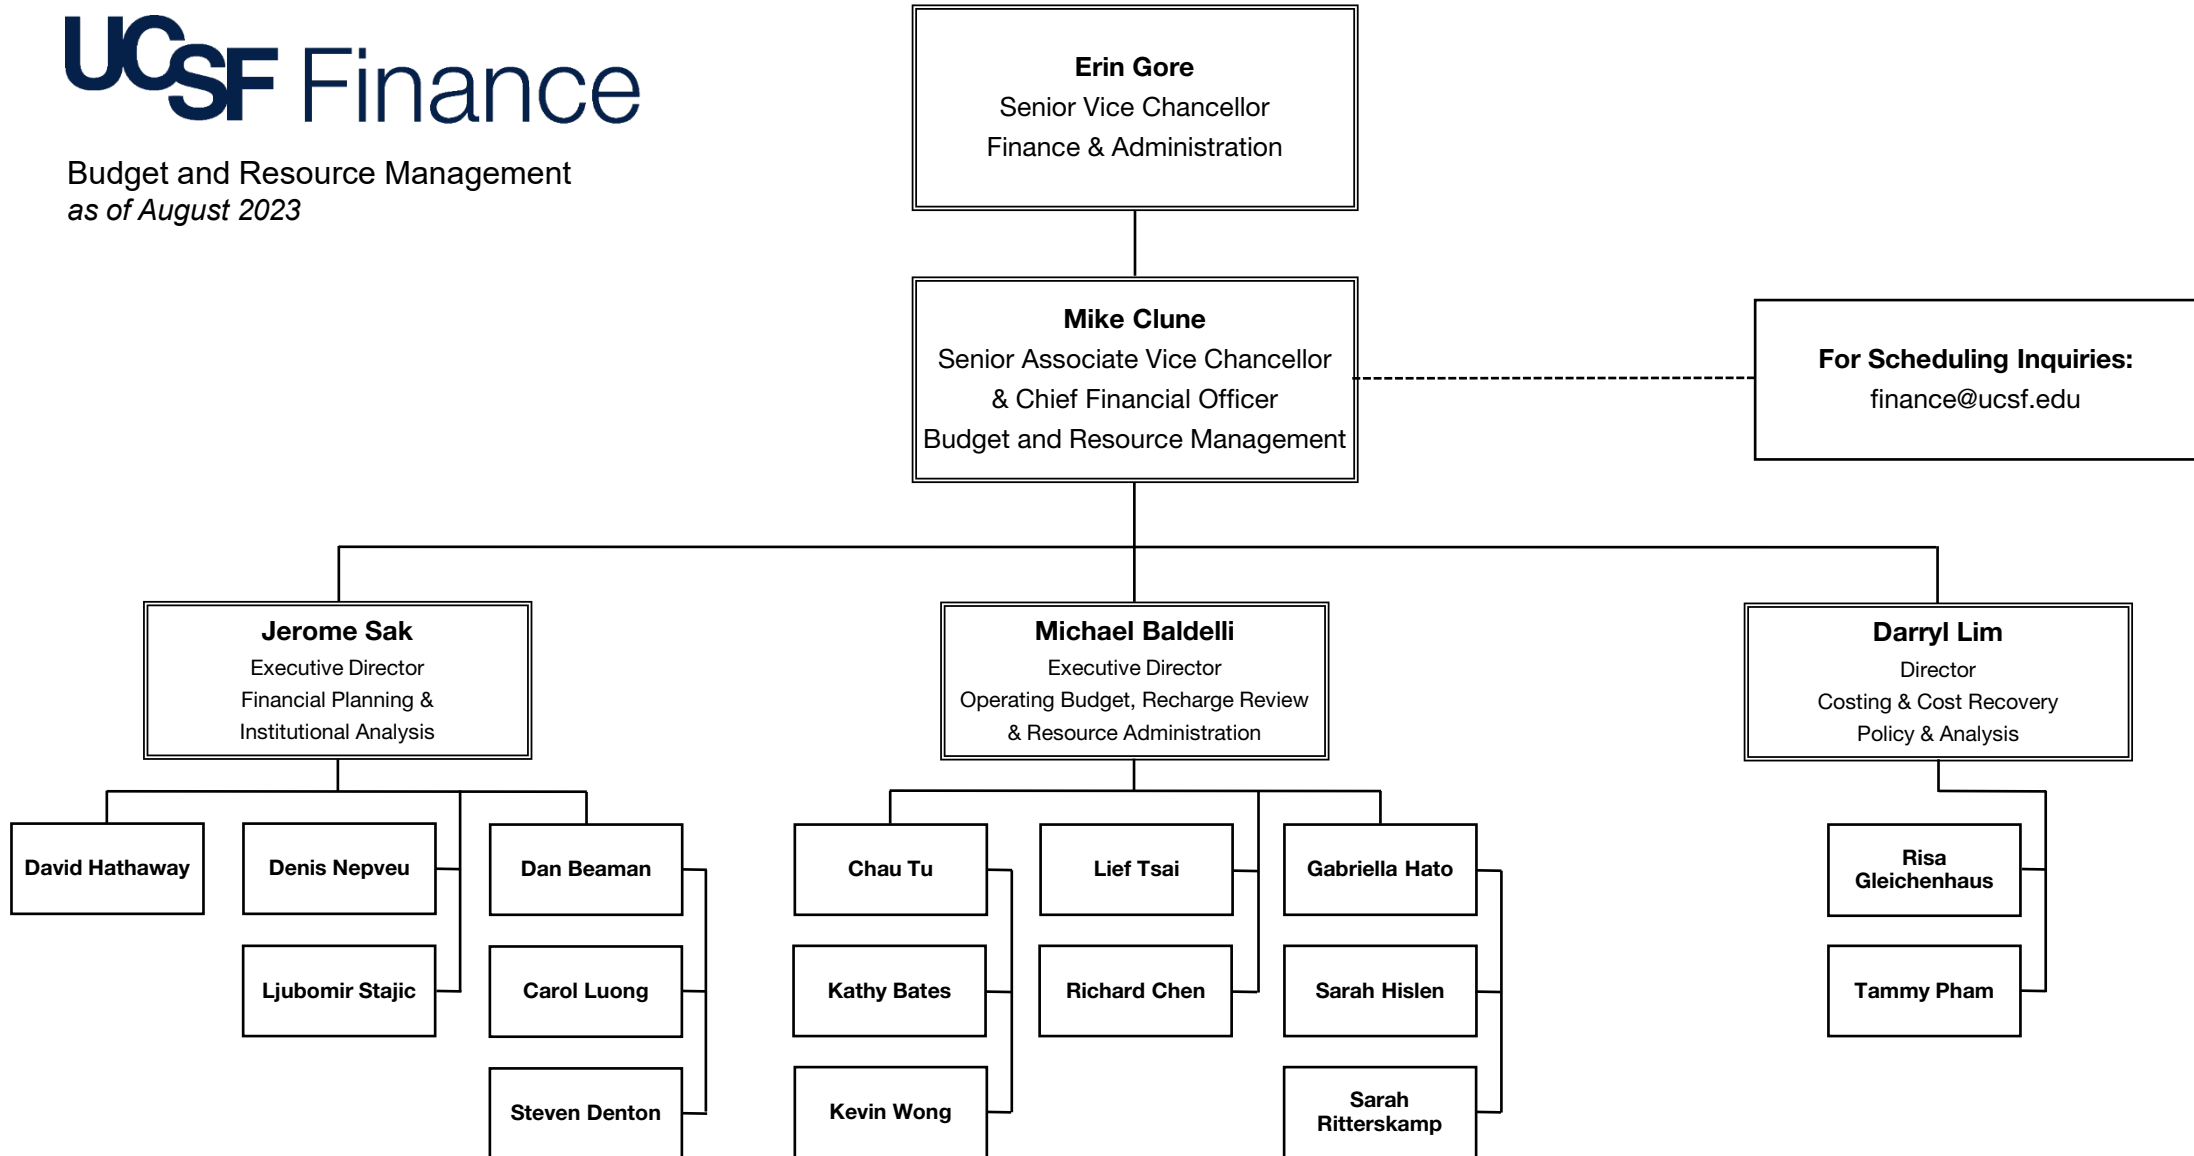 UCSF Finance
Budget and Resource Management
as of August 2023
Erin Gore
Senior Vice Chancellor
Finance & Administration
Mike Clune
Senior Associate Vice Chancellor
& Chief Financial Officer
Budget and Resource Management
For Scheduling Inquiries:
finance@ucsf.edu
Jerome Sak
Executive Director
Financial Planning &
Institutional Analysis
Michael Baldelli
Executive Director
Operating Budget, Recharge Review
& Resource Administration
Darryl Lim
Director
Costing & Cost Recovery
Policy & Analysis
David Hathaway
Denis Nepveu
Dan Beaman
Chau Tu
Lief Tsai
Gabriella Hato
Risa
Gleichenhaus
Ljubomir Stajic
Carol Luong
Kathy Bates
Richard Chen
Sarah Hislen
Tammy Pham
Steven Denton
Kevin Wong
Sarah
Ritterskamp